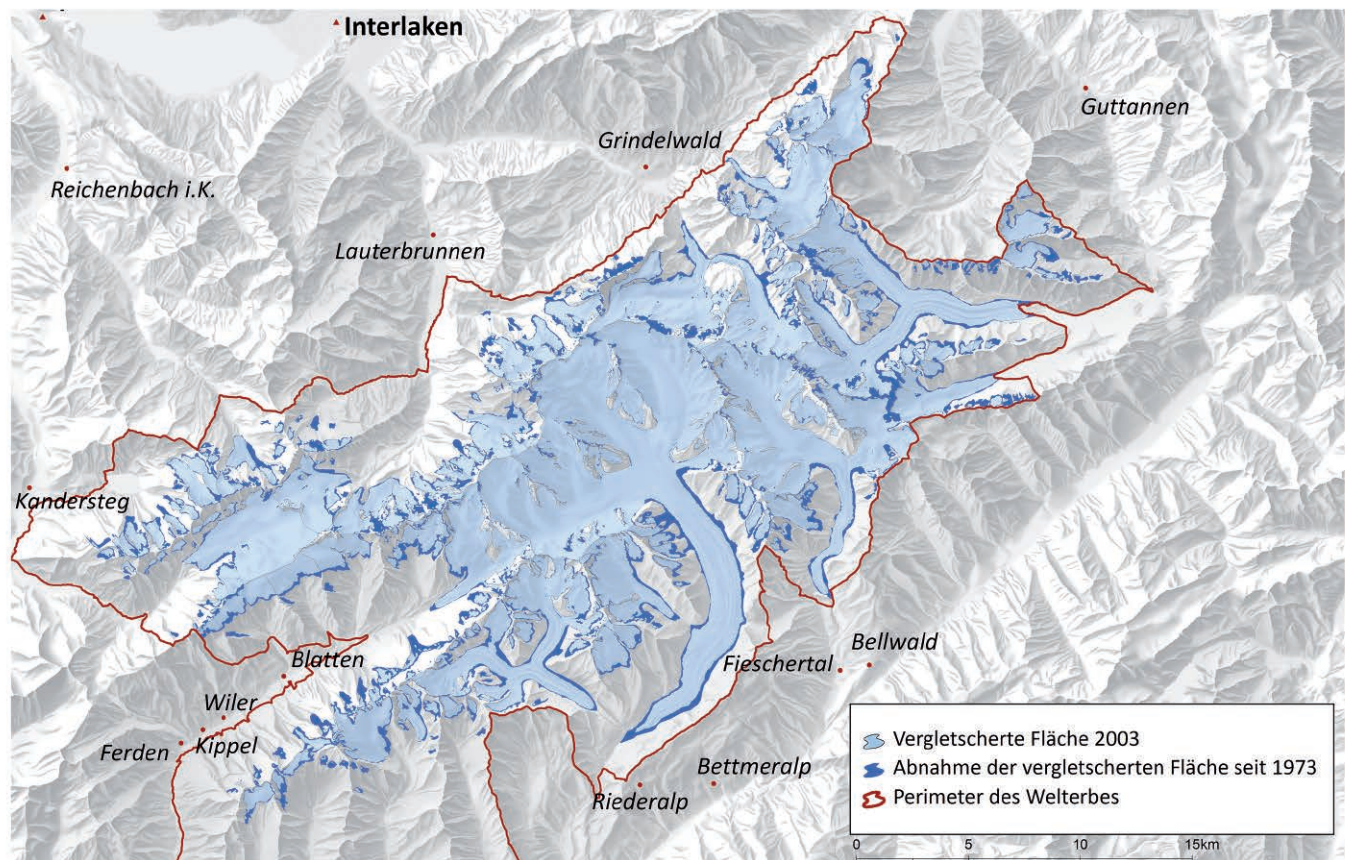 Interlaken
Guttannen
Grindelwald
Reichenbach i.K.
Lauterbrunnen
Kandersteg
Blatten
Fieschertal
Bellwald
Wiler
Ferden
Kippel
Riederalp
Bettmeralp
Vergletscherte Fläche 2003
Abnahme der vergletscherten Fläche seit 1973
Perimeter des Welterbes
0 5 10 15km